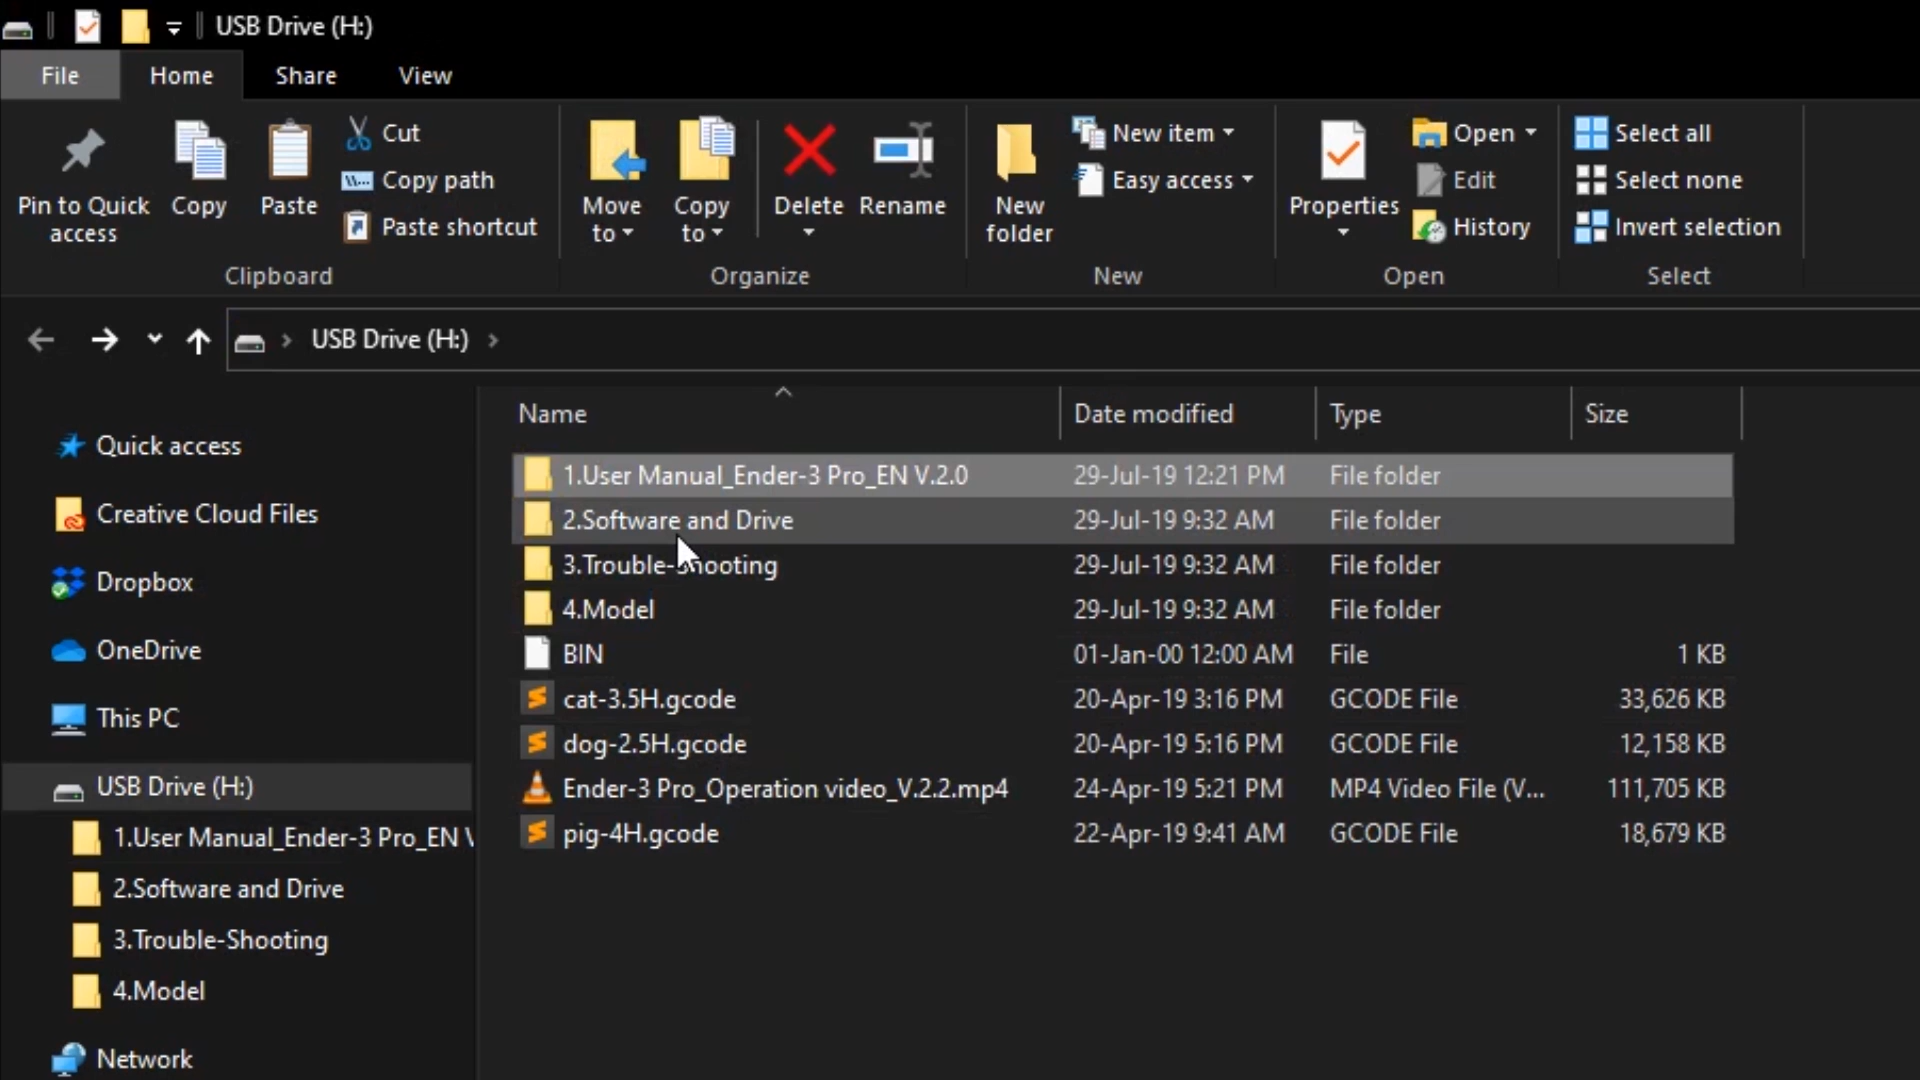 USB Drive (H:)
File Home Share View
Pin to Quick access
Copy
Paste
Cut
Copy path
Paste shortcut
Clipboard
Move to
Copy to
Delete
Rename
Organize
New folder
New item
Easy access
New
Properties
Open
Edit
History
Open
Select all
Select none
Invert selection
Select
USB Drive (H:)
Quick access
Creative Cloud Files
Dropbox
OneDrive
This PC
USB Drive (H:)
1.User Manual_Ender-3 Pro_EN V
2.Software and Drive
3.Trouble-Shooting
4.Model
Network
Name Date modified Type Size
1.User Manual_Ender-3 Pro_EN V.2.0 29-Jul-19 12:21 PM File folder
2.Software and Drive 29-Jul-19 9:32 AM File folder
3.Trouble-Shooting 29-Jul-19 9:32 AM File folder
4.Model 29-Jul-19 9:32 AM File folder
BIN 01-Jan-00 12:00 AM File 1 KB
cat-3.5H.gcode 20-Apr-19 3:16 PM GCODE File 33,626 KB
dog-2.5H.gcode 20-Apr-19 5:16 PM GCODE File 12,158 KB
Ender-3 Pro_Operation video_V.2.2.mp4 24-Apr-19 5:21 PM MP4 Video File (V... 111,705 KB
pig-4H.gcode 22-Apr-19 9:41 AM GCODE File 18,679 KB